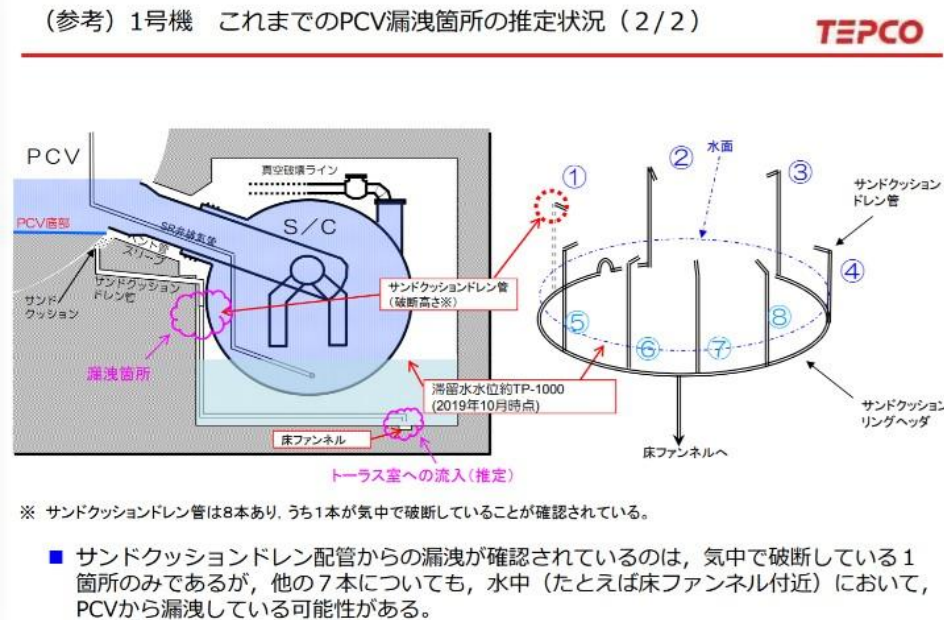 （参考）1号機　これまでのPCV漏洩箇所の推定状況（２/２）
TEPCO
PCV
真空破壊ライン
S/C
PCV底部
SR弁排気管
ベント管
スリーブ
サンドクッション
ドレン管
サンド
クッション
漏洩箇所
サンドクッションドレン管
（破断高さ※）
滞留水水位約TP-1000
(2019年10月時点)
床ファンネル
トーラス室への流入（推定）
①
②
水面
③
サンドクッション
ドレン管
④
⑤
⑥
⑦
⑧
サンドクッション
リングヘッダ
床ファンネルへ
※ サンドクッションドレン管は８本あり，うち１本が気中で破断していることが確認されている。
■ サンドクッションドレン配管からの漏洩が確認されているのは，気中で破断している１
箇所のみであるが，他の７本についても，水中（たとえば床ファンネル付近）において，
PCVから漏洩している可能性がある。